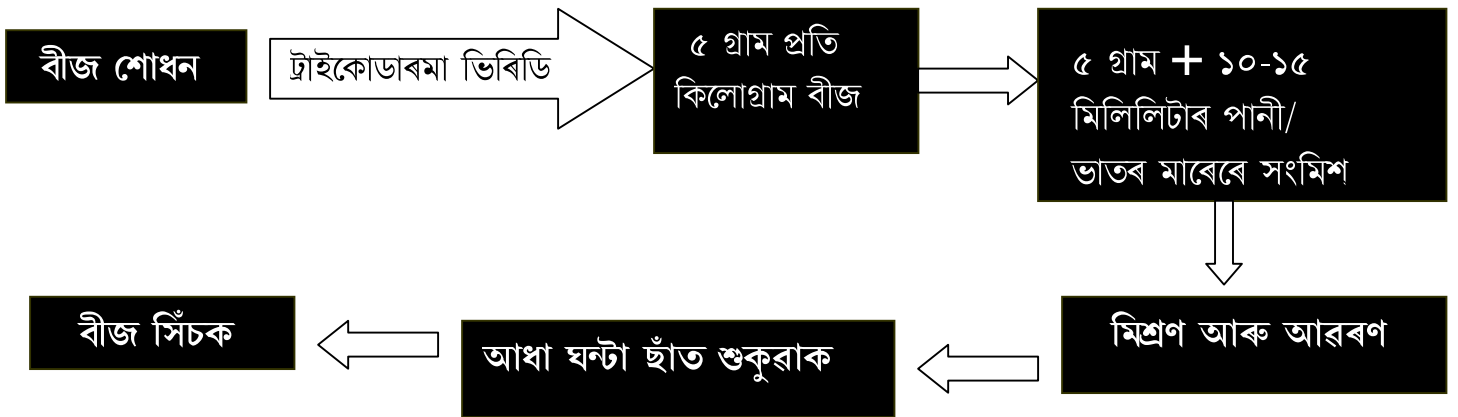 বীজ শোধন
ট্ৰাইকোডাৰমা ভিৰিডি
৫ গ্ৰাম প্ৰতি
কিলোগ্ৰাম বীজ
৫ গ্ৰাম + ১০-১৫
মিলিলিটাৰ পানী/
ভাতৰ মাৰেৰে সংমিশ্
মিশ্ৰণ আৰু আৱৰণ
আধা ঘন্টা ছাঁত শুকুৱাক
বীজ সিঁচক